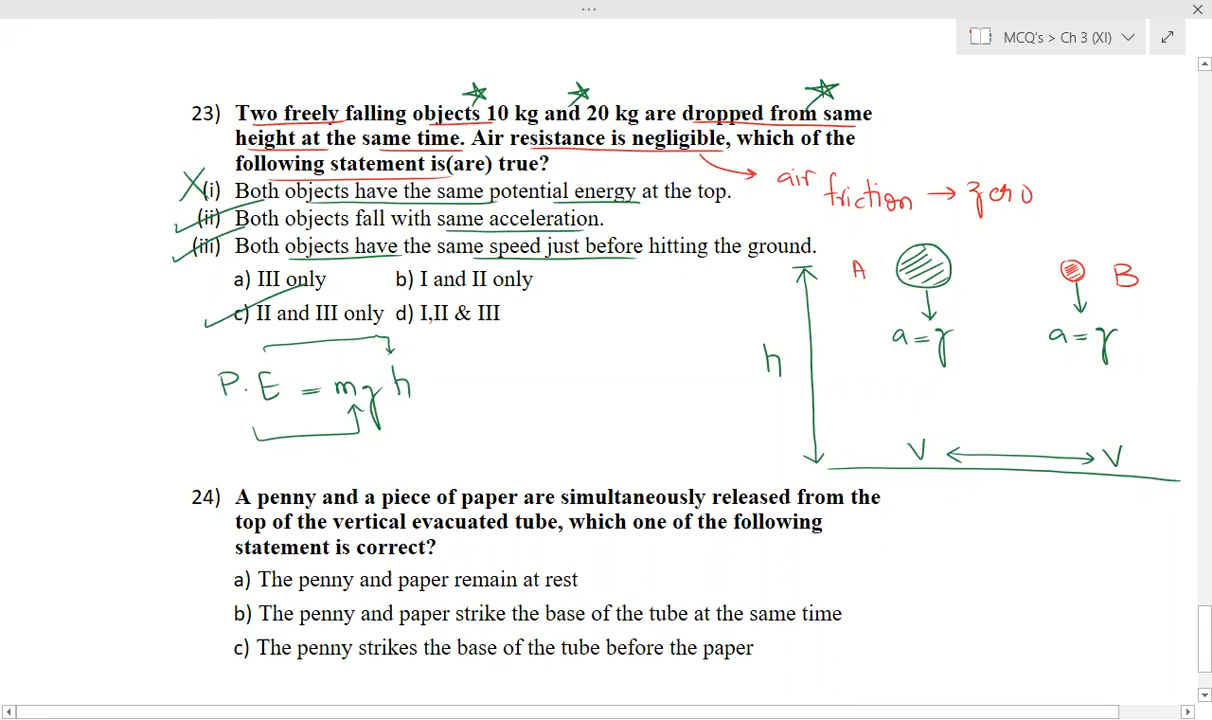 MCQ's > Ch 3 (XI)
23) Two freely falling objects 10 kg and 20 kg are dropped from same
height at the same time. Air resistance is negligible, which of the
following statement is(are) true?
(i) Both objects have the same potential energy at the top.
(ii) Both objects fall with same acceleration.
(iii) Both objects have the same speed just before hitting the ground.
a) III only b) I and II only
c) II and III only d) I,II & III
air
friction → zero
A
B
a = g
a = g
h
P.E = mgh
V
V
24) A penny and a piece of paper are simultaneously released from the
top of the vertical evacuated tube, which one of the following
statement is correct?
a) The penny and paper remain at rest
b) The penny and paper strike the base of the tube at the same time
c) The penny strikes the base of the tube before the paper